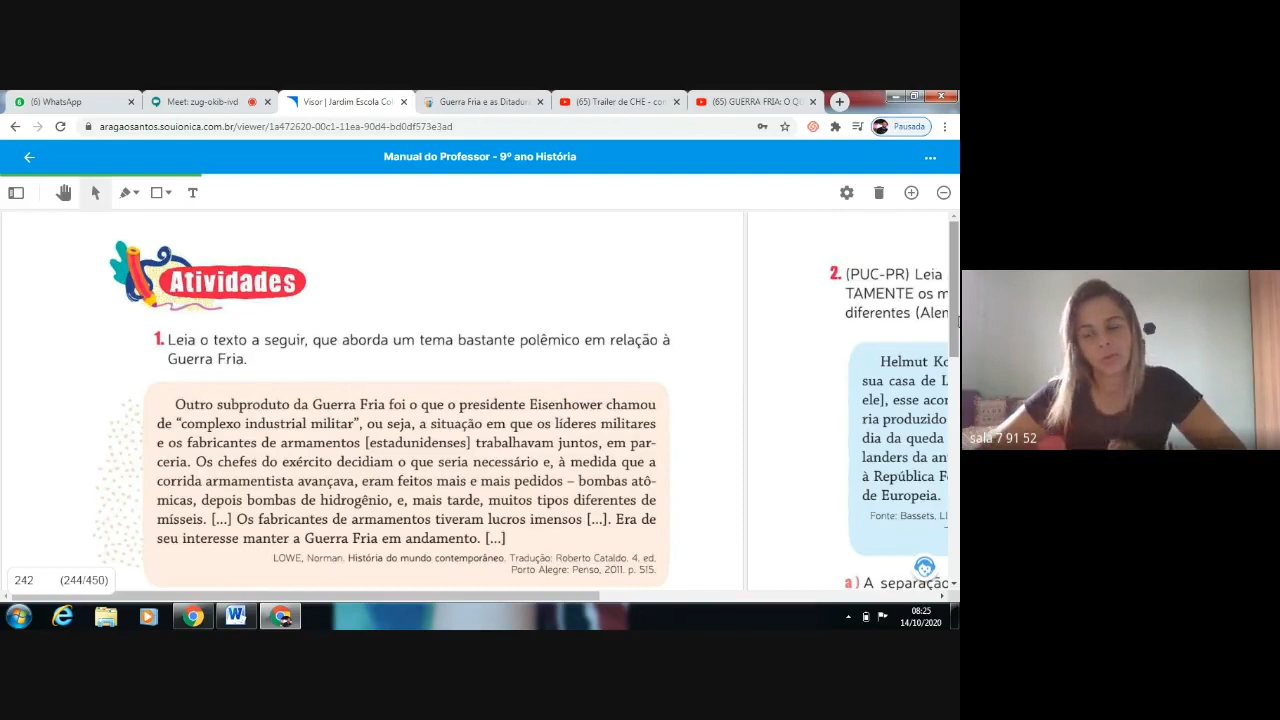 (6) WhatsApp
Meet: zug-okib-ivd
Visor | Jardim Escola Col
Guerra Fria e as Ditadur
(65) Trailer de CHE - con
(65) GUERRA FRIA: O QU
aragaosantos.souionica.com.br/viewer/1a472620-00c1-11ea-90d4-bd0df573e3ad
Pausada
Manual do Professor - 9º ano História
T
Atividades
1. Leia o texto a seguir, que aborda um tema bastante polêmico em relação à
Guerra Fria.
Outro subproduto da Guerra Fria foi o que o presidente Eisenhower chamou
de “complexo industrial militar”, ou seja, a situação em que os líderes militares
e os fabricantes de armamentos [estadunidenses] trabalhavam juntos, em par-
ceria. Os chefes do exército decidiam o que seria necessário e, à medida que a
corrida armamentista avançava, eram feitos mais e mais pedidos – bombas atô-
micas, depois bombas de hidrogênio, e, mais tarde, muitos tipos diferentes de
mísseis. [...] Os fabricantes de armamentos tiveram lucros imensos [...]. Era de
seu interesse manter a Guerra Fria em andamento. [...]
LOWE, Norman. História do mundo contemporâneo. Tradução: Roberto Cataldo. 4. ed.
Porto Alegre: Penso, 2011. p. 515.
242 (244/450)
2. (PUC-PR) Leia
TAMENTE os m
diferentes (Alen
Helmut Ko
sua casa de L
ele], esse acor
ria produzido
dia da queda
landers da an
à República Fe
de Europeia.
Fonte: Bassets, Ll
a) A separação
08:25
14/10/2020
sala 7 91 52